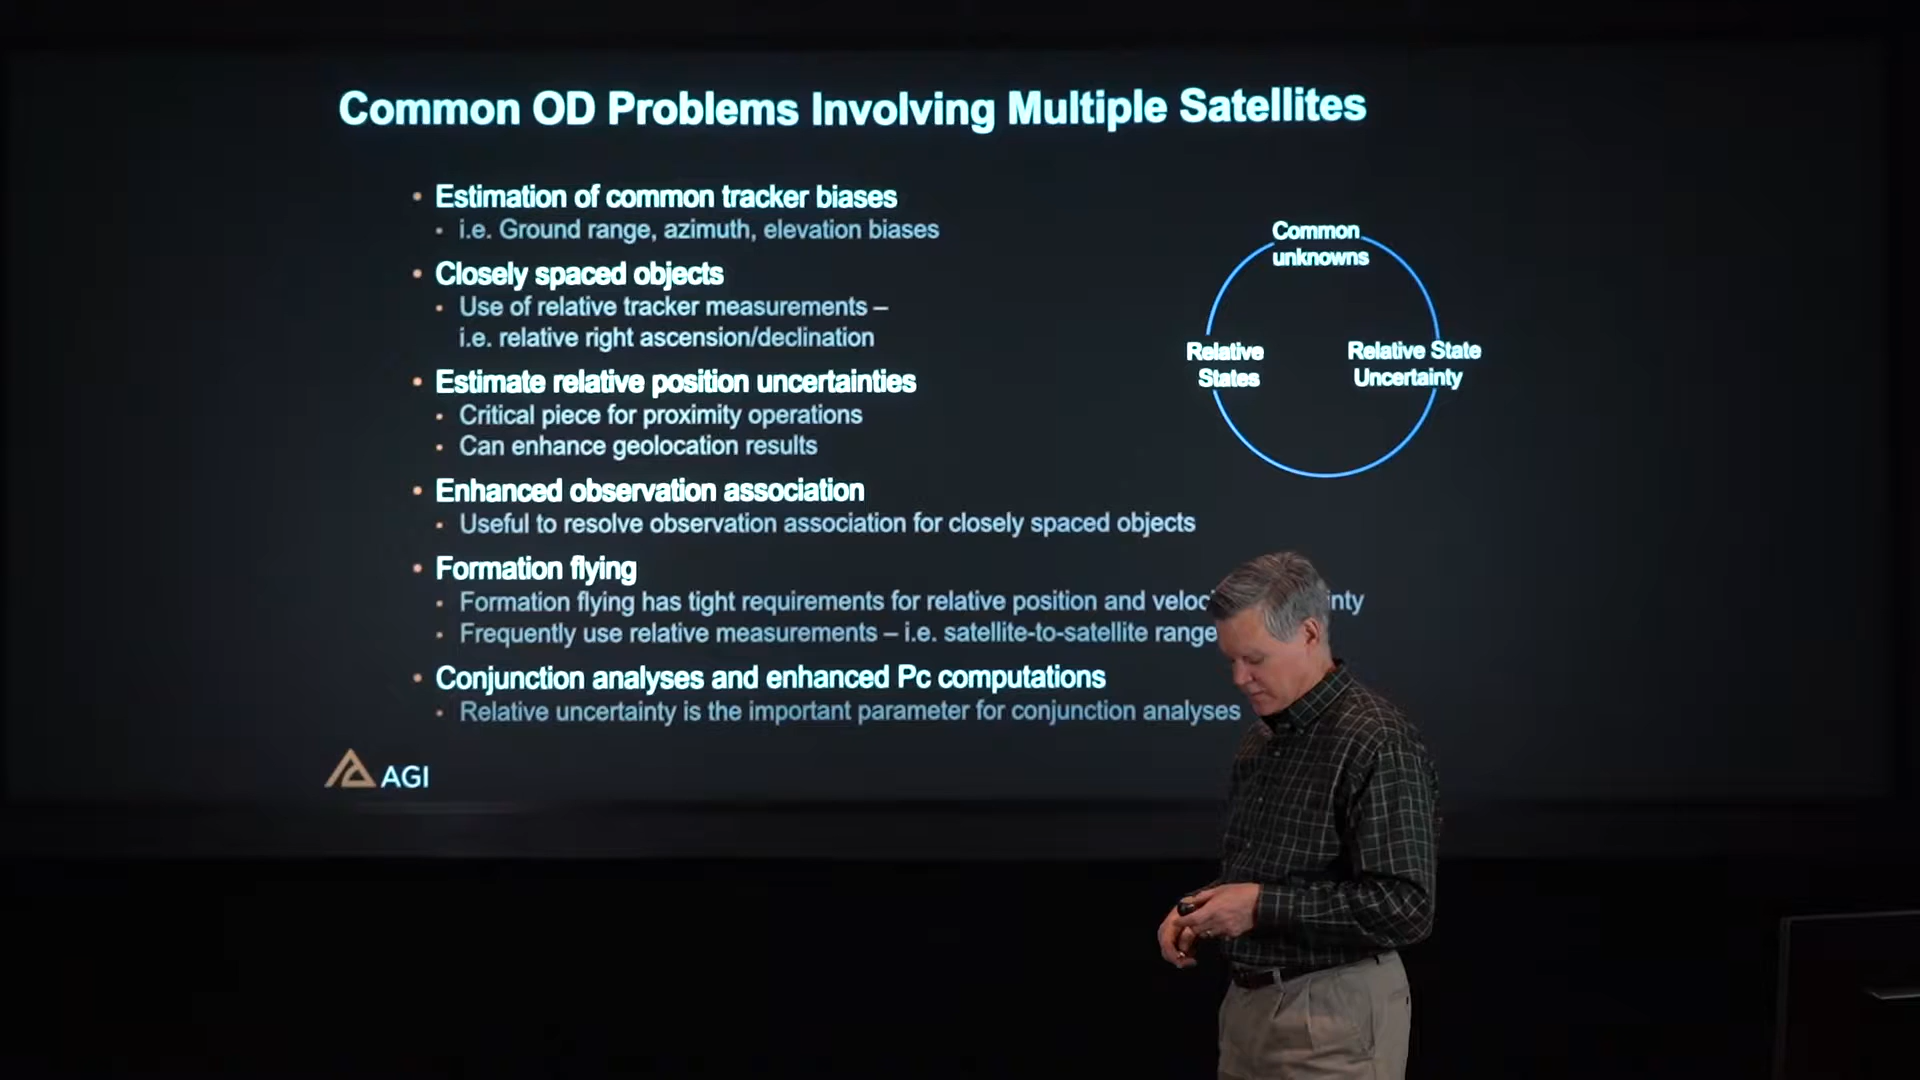 Common OD Problems Involving Multiple Satellites
• Estimation of common tracker biases
• i.e. Ground range, azimuth, elevation biases
• Closely spaced objects
• Use of relative tracker measurements –
i.e. relative right ascension/declination
• Estimate relative position uncertainties
• Critical piece for proximity operations
• Can enhance geolocation results
• Enhanced observation association
• Useful to resolve observation association for closely spaced objects
• Formation flying
• Formation flying has tight requirements for relative position and
• Frequently use relative measurements – i.e. satellite-to-satellite range
• Conjunction analyses and enhanced Pc computations
• Relative uncertainty is the important parameter for conjunction analyses
Common
unknowns
Relative
States
Relative State
Uncertainty
AGI